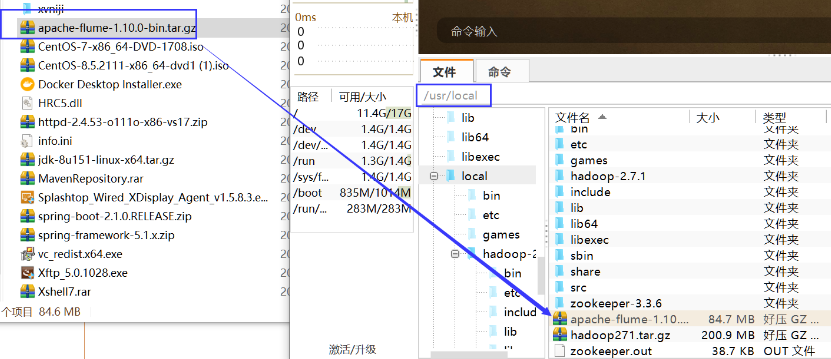 xvniji
apache-flume-1.10.0-bin.tar.gz
CentOS-7-x86_64-DVD-1708.iso
CentOS-8.5.2111-x86_64-dvd1 (1).iso
Docker Desktop Installer.exe
HRC5.dll
httpd-2.4.53-o111o-x86-vs17.zip
info.ini
jdk-8u151-linux-x64.tar.gz
MavenRepository.rar
Splashtop_Wired_XDisplay_Agent_v1.5.8.3.e...
spring-boot-2.1.0.RELEASE.zip
spring-framework-5.1.x.zip
vc_redist.x64.exe
Xftp_5.0.1028.exe
Xshell7.rar
个项目 84.6 MB
0ms 本机
0
0
0
路径 可用/大小
/ 11.4G/17G
/dev 1.4G/1.4G
/dev/... 1.4G/1.4G
/run 1.3G/1.4G
/sys/f... 1.4G/1.4G
/boot 835M/1014M
/run/... 283M/283M
激活/升级
命令输入
文件 命令
/usr/local
lib
lib64
libexec
local
bin
etc
games
hadoop-2
bin
etc
includ
lib
文件名 大小 类型
bin 文件夹
etc 文件夹
games 文件夹
hadoop-2.7.1 文件夹
include 文件夹
lib 文件夹
lib64 文件夹
libexec 文件夹
sbin 文件夹
share 文件夹
src 文件夹
zookeeper-3.3.6 文件夹
apache-flume-1.10.... 84.7 MB 好压 GZ ...
hadoop271.tar.gz 200.9 MB 好压 GZ ...
zookeeper.out 38.7 KB OUT 文件